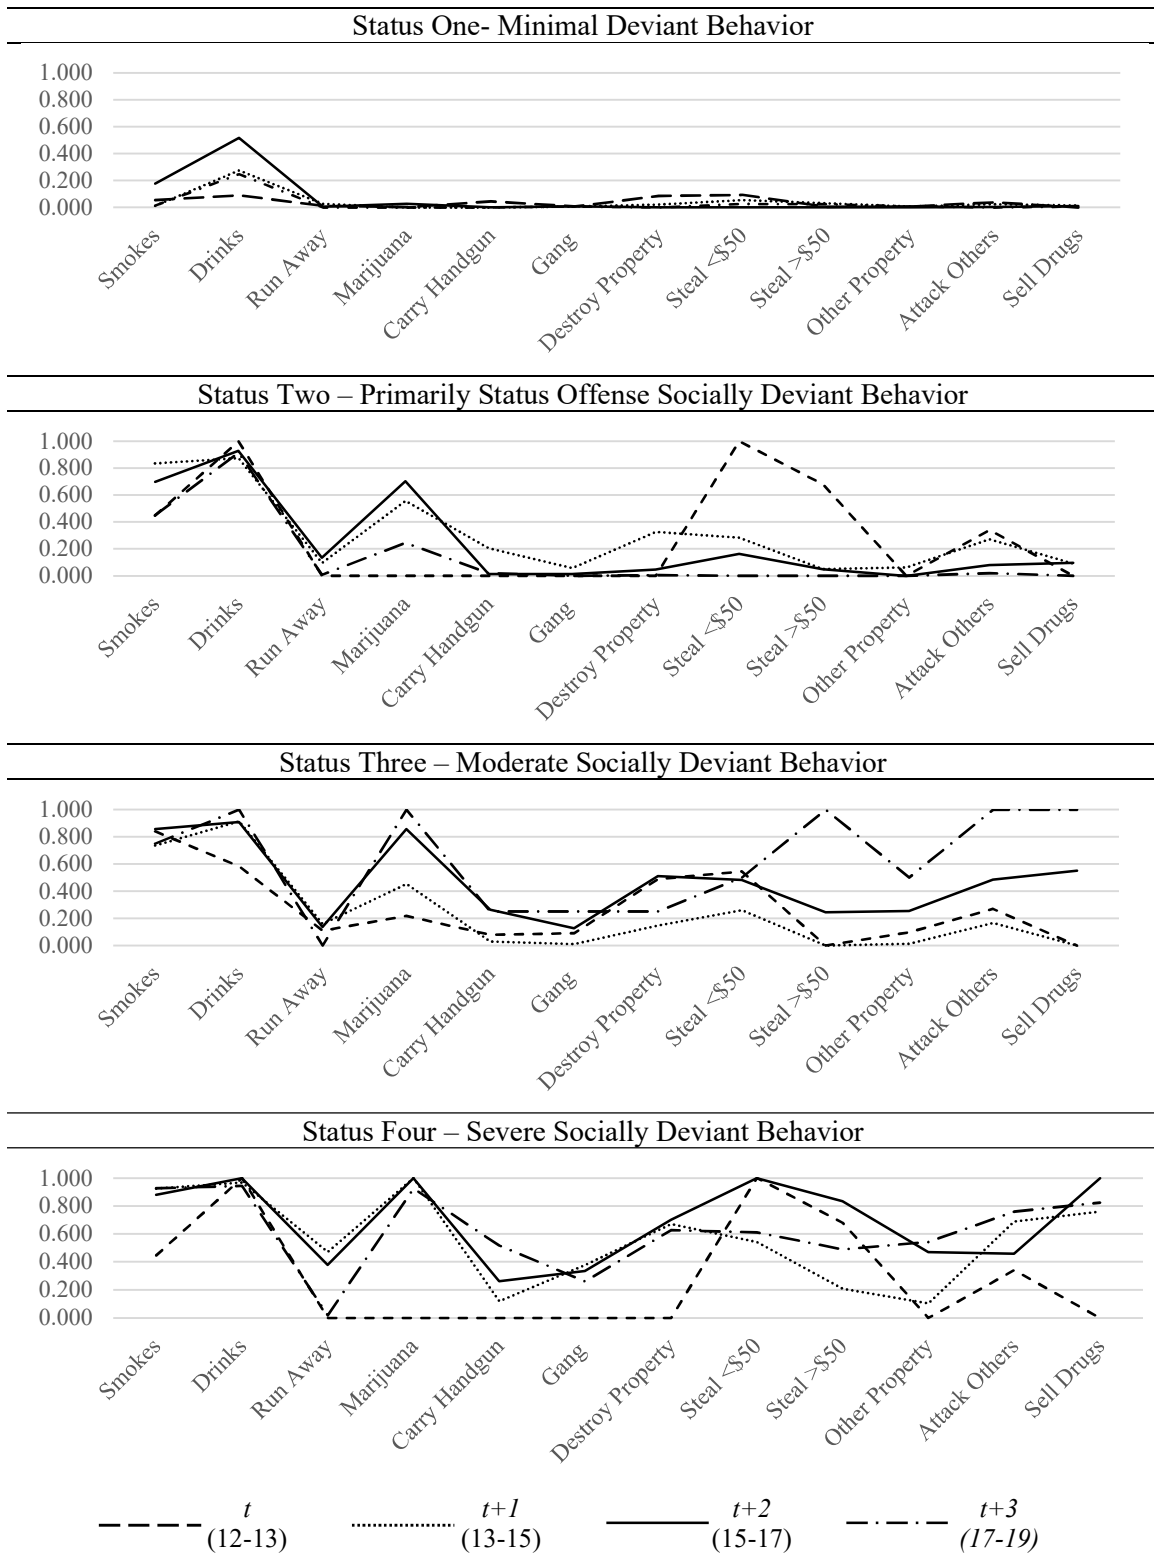 Status One- Minimal Deviant Behavior
1.000
0.800
0.600
0.400
0.200
0.000
Smokes
Drinks
Run Away
Marijuana
Carry Handgun
Gang
Destroy Property
Steal <$50
Steal >$50
Other Property
Attack Others
Sell Drugs
Status Two – Primarily Status Offense Socially Deviant Behavior
1.000
0.800
0.600
0.400
0.200
0.000
Smokes
Drinks
Run Away
Marijuana
Carry Handgun
Gang
Destroy Property
Steal <$50
Steal >$50
Other Property
Attack Others
Sell Drugs
Status Three – Moderate Socially Deviant Behavior
1.000
0.800
0.600
0.400
0.200
0.000
Smokes
Drinks
Run Away
Marijuana
Carry Handgun
Gang
Destroy Property
Steal <$50
Steal >$50
Other Property
Attack Others
Sell Drugs
Status Four – Severe Socially Deviant Behavior
1.000
0.800
0.600
0.400
0.200
0.000
Smokes
Drinks
Run Away
Marijuana
Carry Handgun
Gang
Destroy Property
Steal <$50
Steal >$50
Other Property
Attack Others
Sell Drugs
t
(12-13)
t+1
(13-15)
t+2
(15-17)
t+3
(17-19)